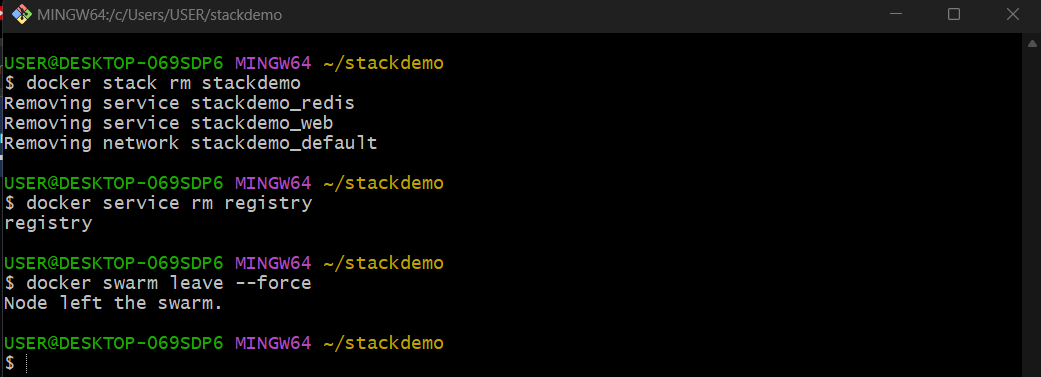 MINGW64:/c/Users/USER/stackdemo
USER@DESKTOP-069SDP6 MINGW64 ~/stackdemo
$ docker stack rm stackdemo
Removing service stackdemo_redis
Removing service stackdemo_web
Removing network stackdemo_default
USER@DESKTOP-069SDP6 MINGW64 ~/stackdemo
$ docker service rm registry
registry
USER@DESKTOP-069SDP6 MINGW64 ~/stackdemo
$ docker swarm leave --force
Node left the swarm.
USER@DESKTOP-069SDP6 MINGW64 ~/stackdemo
$